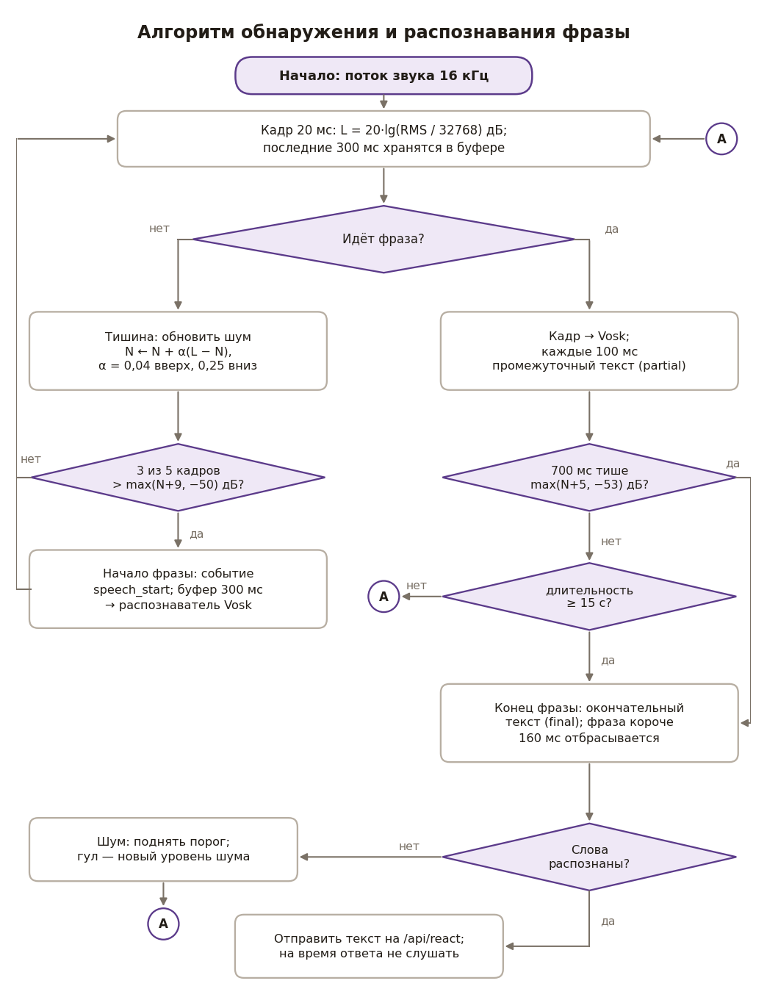 Алгоритм обнаружения и распознавания фразы
Начало: поток звука 16 кГц
Кадр 20 мс: L = 20·lg(RMS / 32768) дБ;
последние 300 мс хранятся в буфере
A
нет
Идёт фраза?
да
Тишина: обновить шум
N ← N + α(L − N),
α = 0,04 вверх, 0,25 вниз
Кадр → Vosk;
каждые 100 мс
промежуточный текст (partial)
нет
3 из 5 кадров
> max(N+9, −50) дБ?
да
700 мс тише
max(N+5, −53) дБ?
да
нет
Начало фразы: событие
speech_start; буфер 300 мс
→ распознаватель Vosk
A
нет
длительность
≥ 15 с?
да
Конец фразы: окончательный
текст (final); фраза короче
160 мс отбрасывается
Шум: поднять порог;
гул — новый уровень шума
нет
Слова
распознаны?
A
да
Отправить текст на /api/react;
на время ответа не слушать